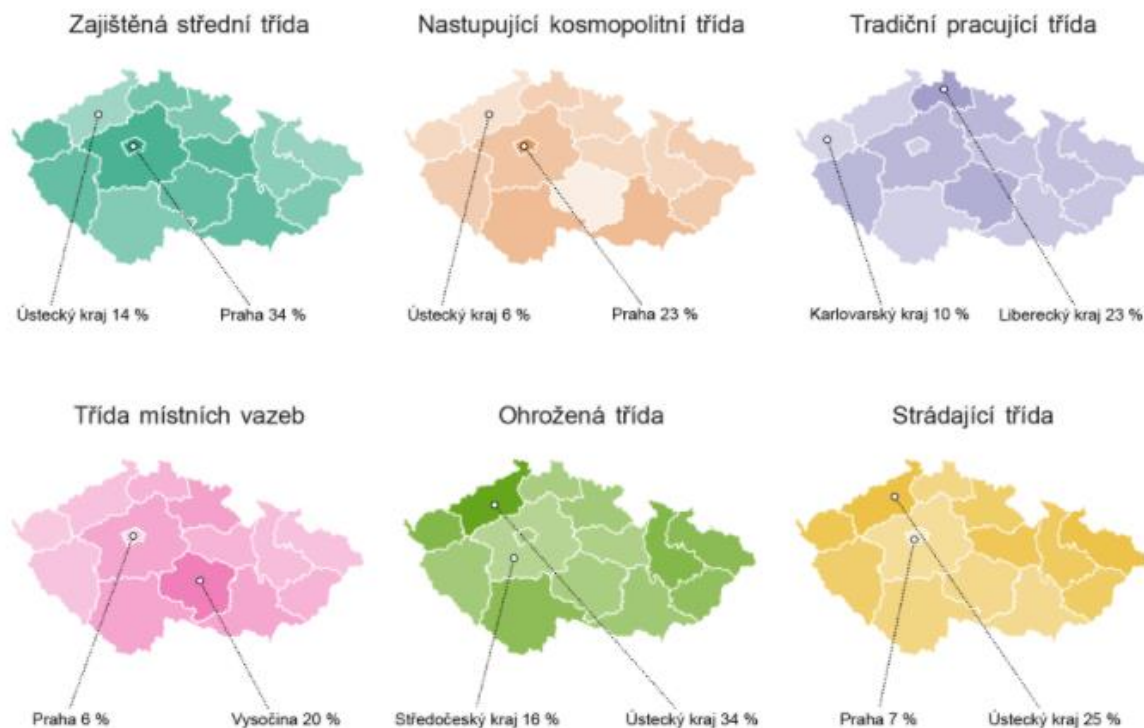 Zajištěná střední třída
Nastupující kosmopolitní třída
Tradiční pracující třída
Ústecký kraj 14 %
Praha 34 %
Ústecký kraj 6 %
Praha 23 %
Karlovarský kraj 10 %
Liberecký kraj 23 %
Třída místních vazeb
Ohrožená třída
Strádající třída
Praha 6 %
Vysočina 20 %
Středočeský kraj 16 %
Ústecký kraj 34 %
Praha 7 %
Ústecký kraj 25 %